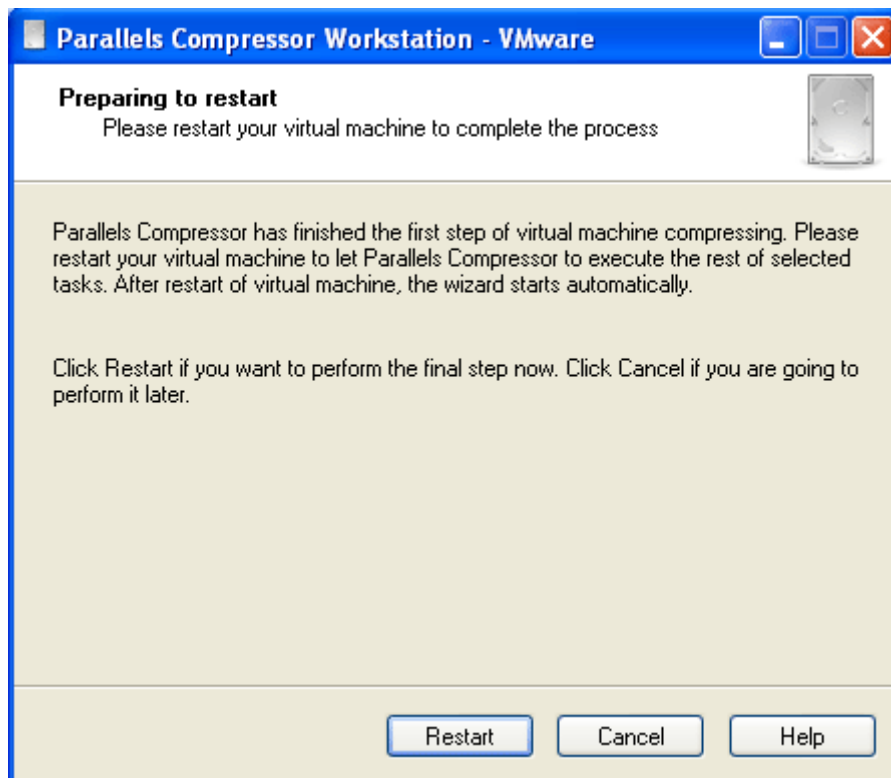 Parallels Compressor Workstation - VMware
Preparing to restart
Please restart your virtual machine to complete the process
Parallels Compressor has finished the first step of virtual machine compressing. Please
restart your virtual machine to let Parallels Compressor to execute the rest of selected
tasks. After restart of virtual machine, the wizard starts automatically.
Click Restart if you want to perform the final step now. Click Cancel if you are going to
perform it later.
Restart Cancel Help